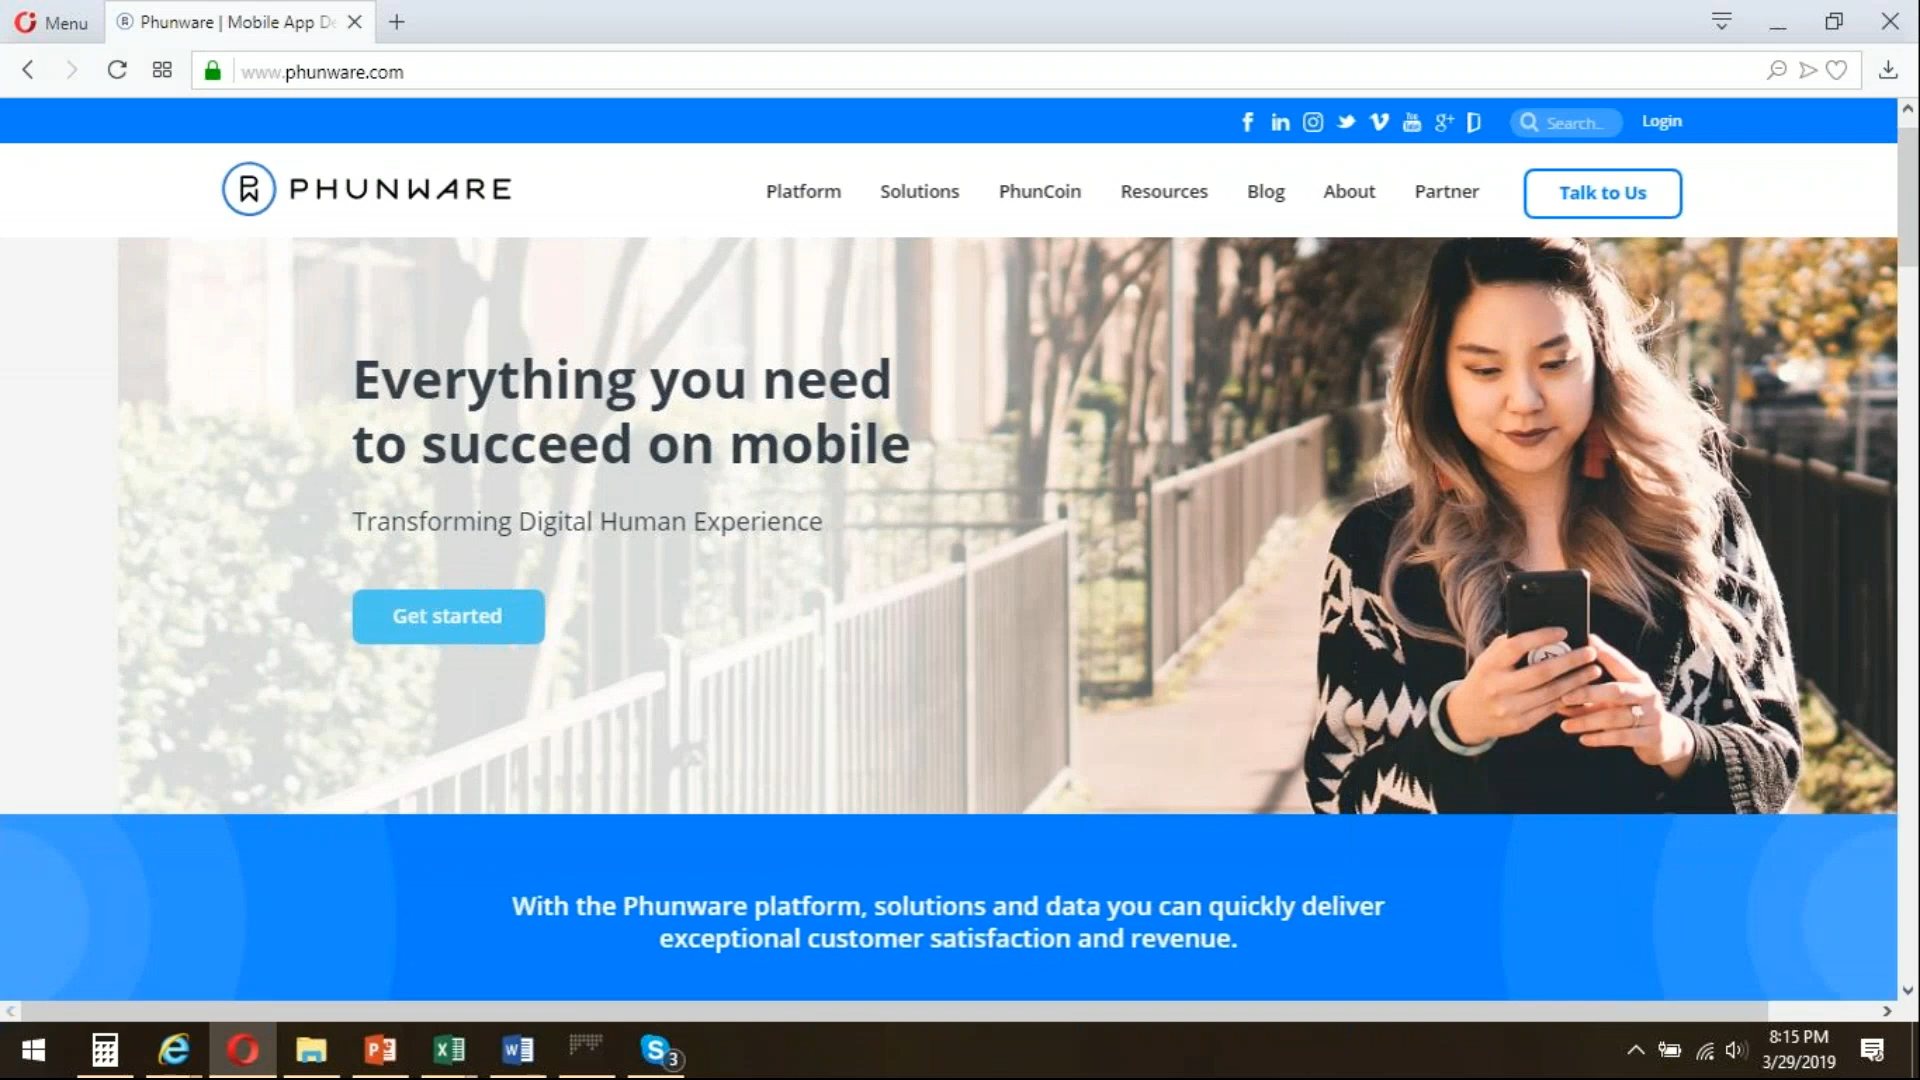 Menu
Phunware | Mobile App De
www.phunware.com
Search...
Login
PHUNWARE
Platform
Solutions
PhunCoin
Resources
Blog
About
Partner
Talk to Us
Everything you need
to succeed on mobile
Transforming Digital Human Experience
Get started
With the Phunware platform, solutions and data you can quickly deliver
exceptional customer satisfaction and revenue.
3
8:15 PM
3/29/2019